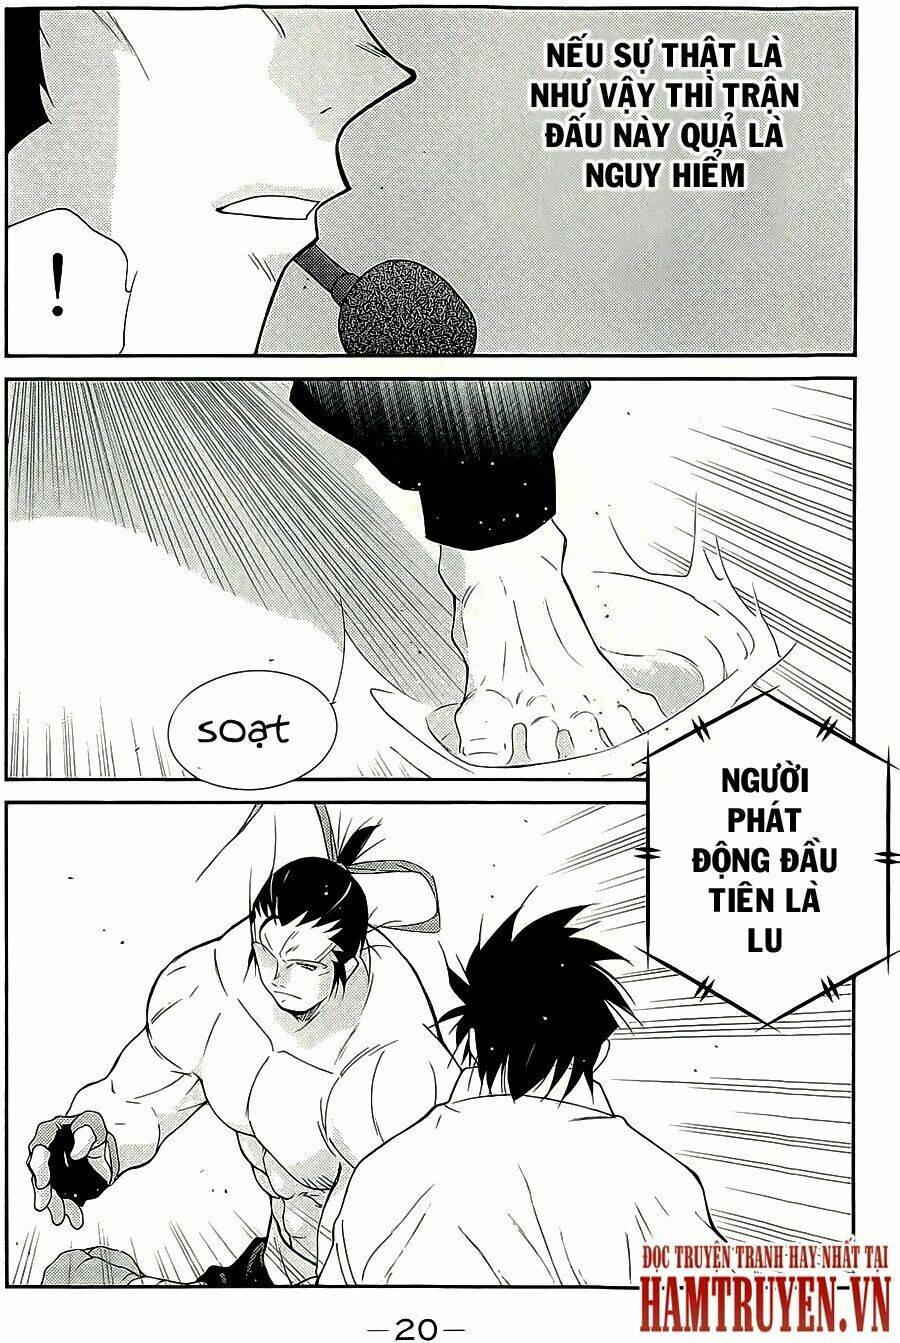 NẾU SỰ THẬT LÀ
NHƯ VẬY THÌ TRẬN
ĐẤU NÀY QUẢ LÀ
NGUY HIỂM
!
soạt
NGƯỜI
PHÁT
ĐỘNG ĐẦU
TIÊN LÀ
LU
ĐỌC TRUYỆN TRANH HAY NHẤT TẠI
HAMTRUYEN.VN
—20—